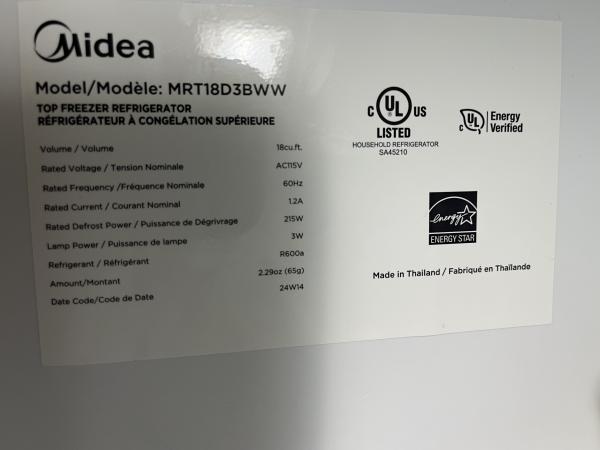 Midea
Model/Modèle: MRT18D3BWW
TOP FREEZER REFRIGERATOR
RÉFRIGÉRATEUR À CONGÉLATION SUPÉRIEURE
Volume / Volume 18cu.ft.
Rated Voltage / Tension Nominale AC115V
Rated Frequency /Fréquence Nominale 60Hz
Rated Current / Courant Nominal 1.2A
Rated Defrost Power / Puissance de Dégrivrage 215W
Lamp Power / Puissance de lampe 3W
Refrigerant / Réfrigérant R600a
Amount/Montant 2.29oz (65g)
Date Code/Code de Date 24W14
C UL US
LISTED
HOUSEHOLD REFRIGERATOR
SA45210
C UL Energy
Verified
energy
ENERGY STAR
Made in Thailand / Fabriqué en Thaïlande